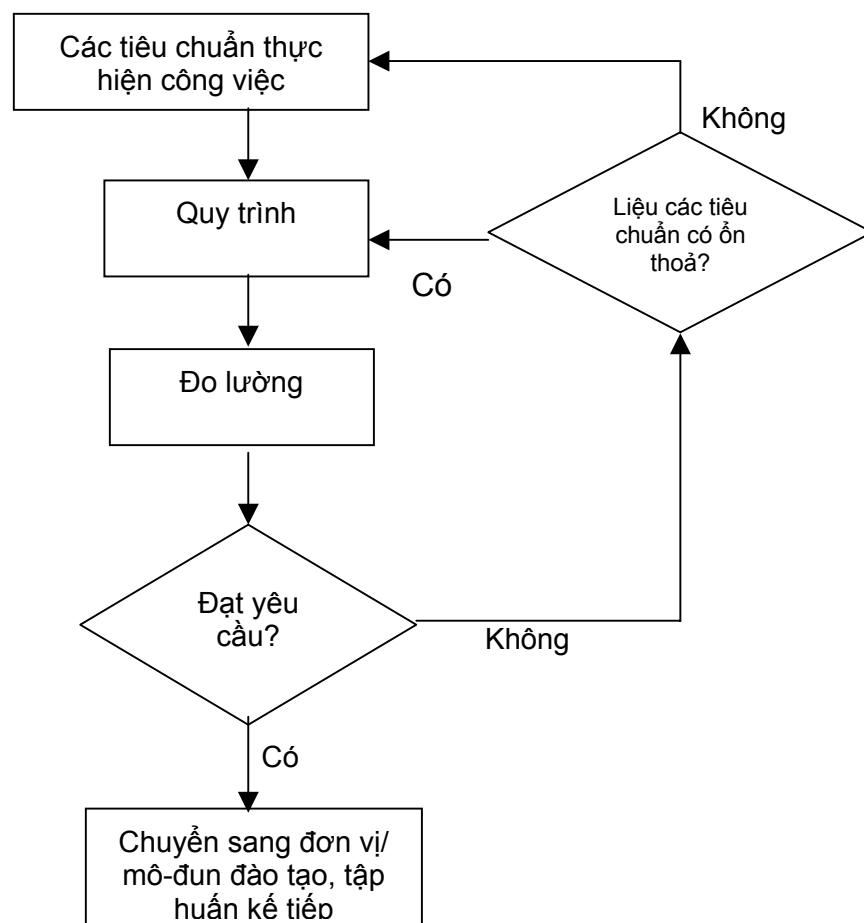 Các tiêu chuẩn thực
hiện công việc
Không
Quy trình
Liệu các tiêu
chuẩn có ổn
thoả?
Có
Đo lường
Đạt yêu
cầu?
Không
Có
Chuyển sang đơn vị/
mô-đun đào tạo, tập
huấn kế tiếp